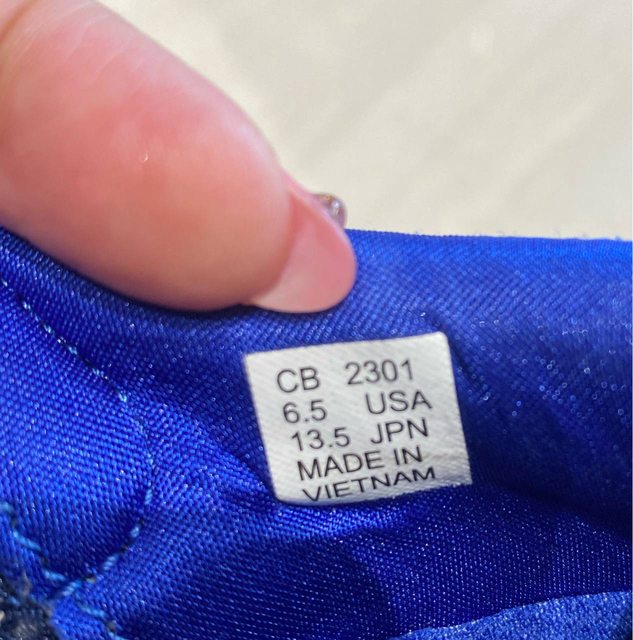 CB 2301
6.5 USA
13.5 JPN
MADE IN
VIETNAM